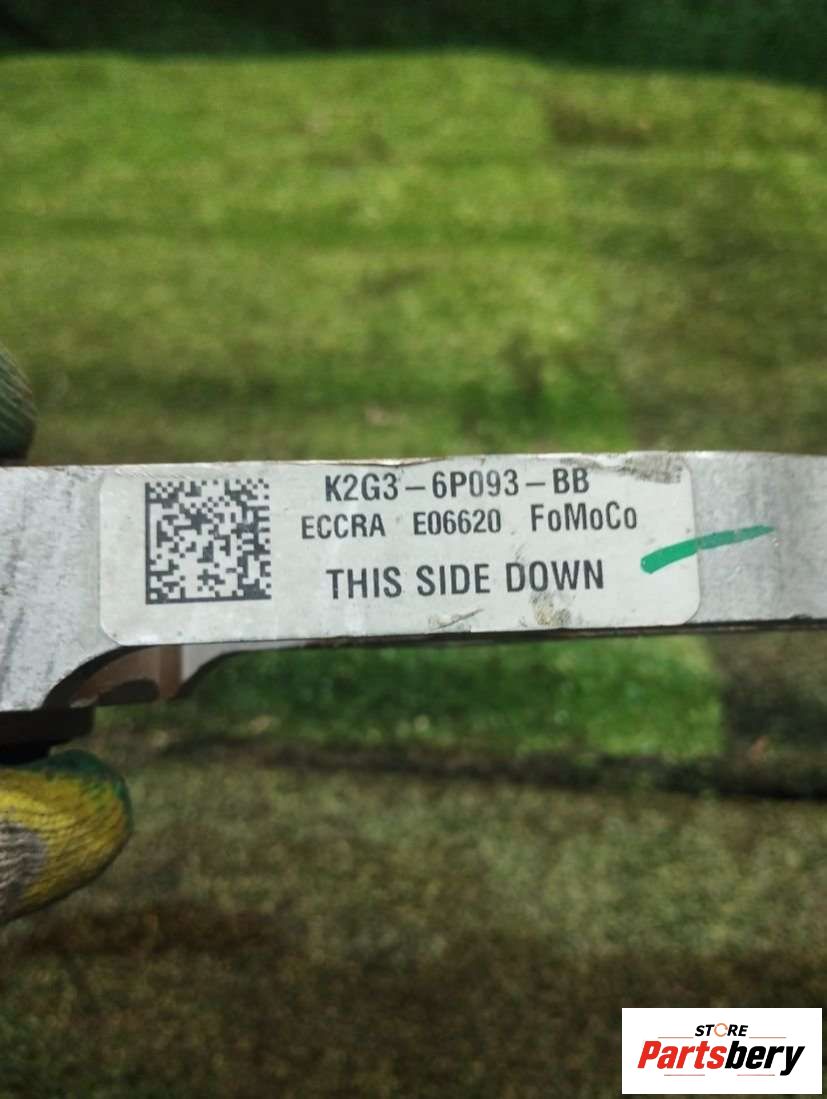 K2G3-6P093-BB
ECCRA E06620 FoMoCo
THIS SIDE DOWN
STORE
Partsbery